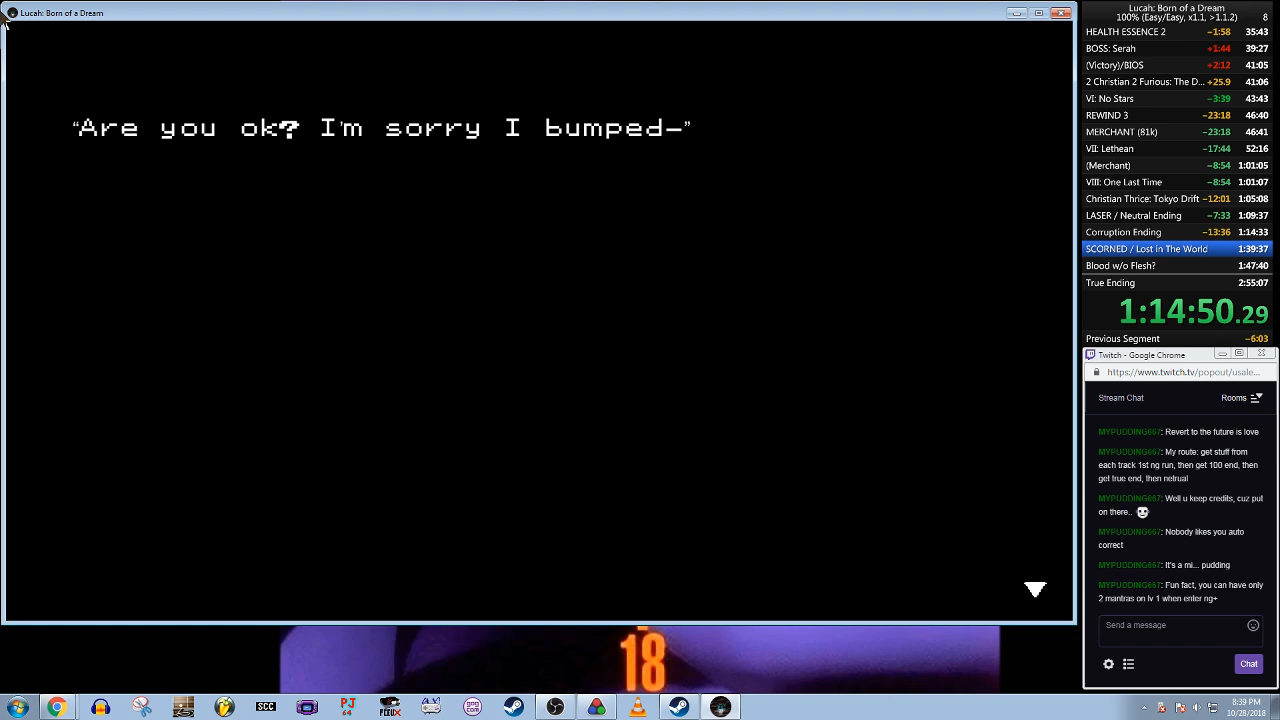 Lucah: Born of a Dream
“Are you ok? I'm sorry I bumped—”
18
Lucah: Born of a Dream
100% (Easy/Easy, x1.1, >1.1.2) 8
HEALTH ESSENCE 2 −1:58 35:43
BOSS: Serah +1:44 39:27
(Victory)/BIOS +2:12 41:05
2 Christian 2 Furious: The D... +25.9 41:06
VI: No Stars -3:39 43:43
REWIND 3 −23:18 46:40
MERCHANT (81k) −23:18 46:41
VII: Lethean −17:44 52:16
(Merchant) −8:54 1:01:05
VIII: One Last Time −8:54 1:01:07
Christian Thrice: Tokyo Drift −12:01 1:05:08
LASER / Neutral Ending −7:33 1:09:37
Corruption Ending −13:36 1:14:33
SCORNED / Lost in The World 1:39:37
Blood w/o Flesh? 1:47:40
True Ending 2:55:07
1:14:50.29
Previous Segment −6:03
Twitch - Google Chrome
https://www.twitch.tv/popout/usale...
Stream Chat Rooms
MYPUDDING667: Revert to the future is love
MYPUDDING667: My route: get stuff from
each track 1st ng run, then get 100 end, then
get true end, then netrual
MYPUDDING667: Well u keep credits, cuz put
on there..
MYPUDDING667: Nobody likes you auto
correct
MYPUDDING667: It's a mi... pudding
MYPUDDING667: Fun fact, you can have only
2 mantras on lv 1 when enter ng+
Send a message
Chat
SCC
PJ
64
gog
com
8:39 PM
10/28/2018